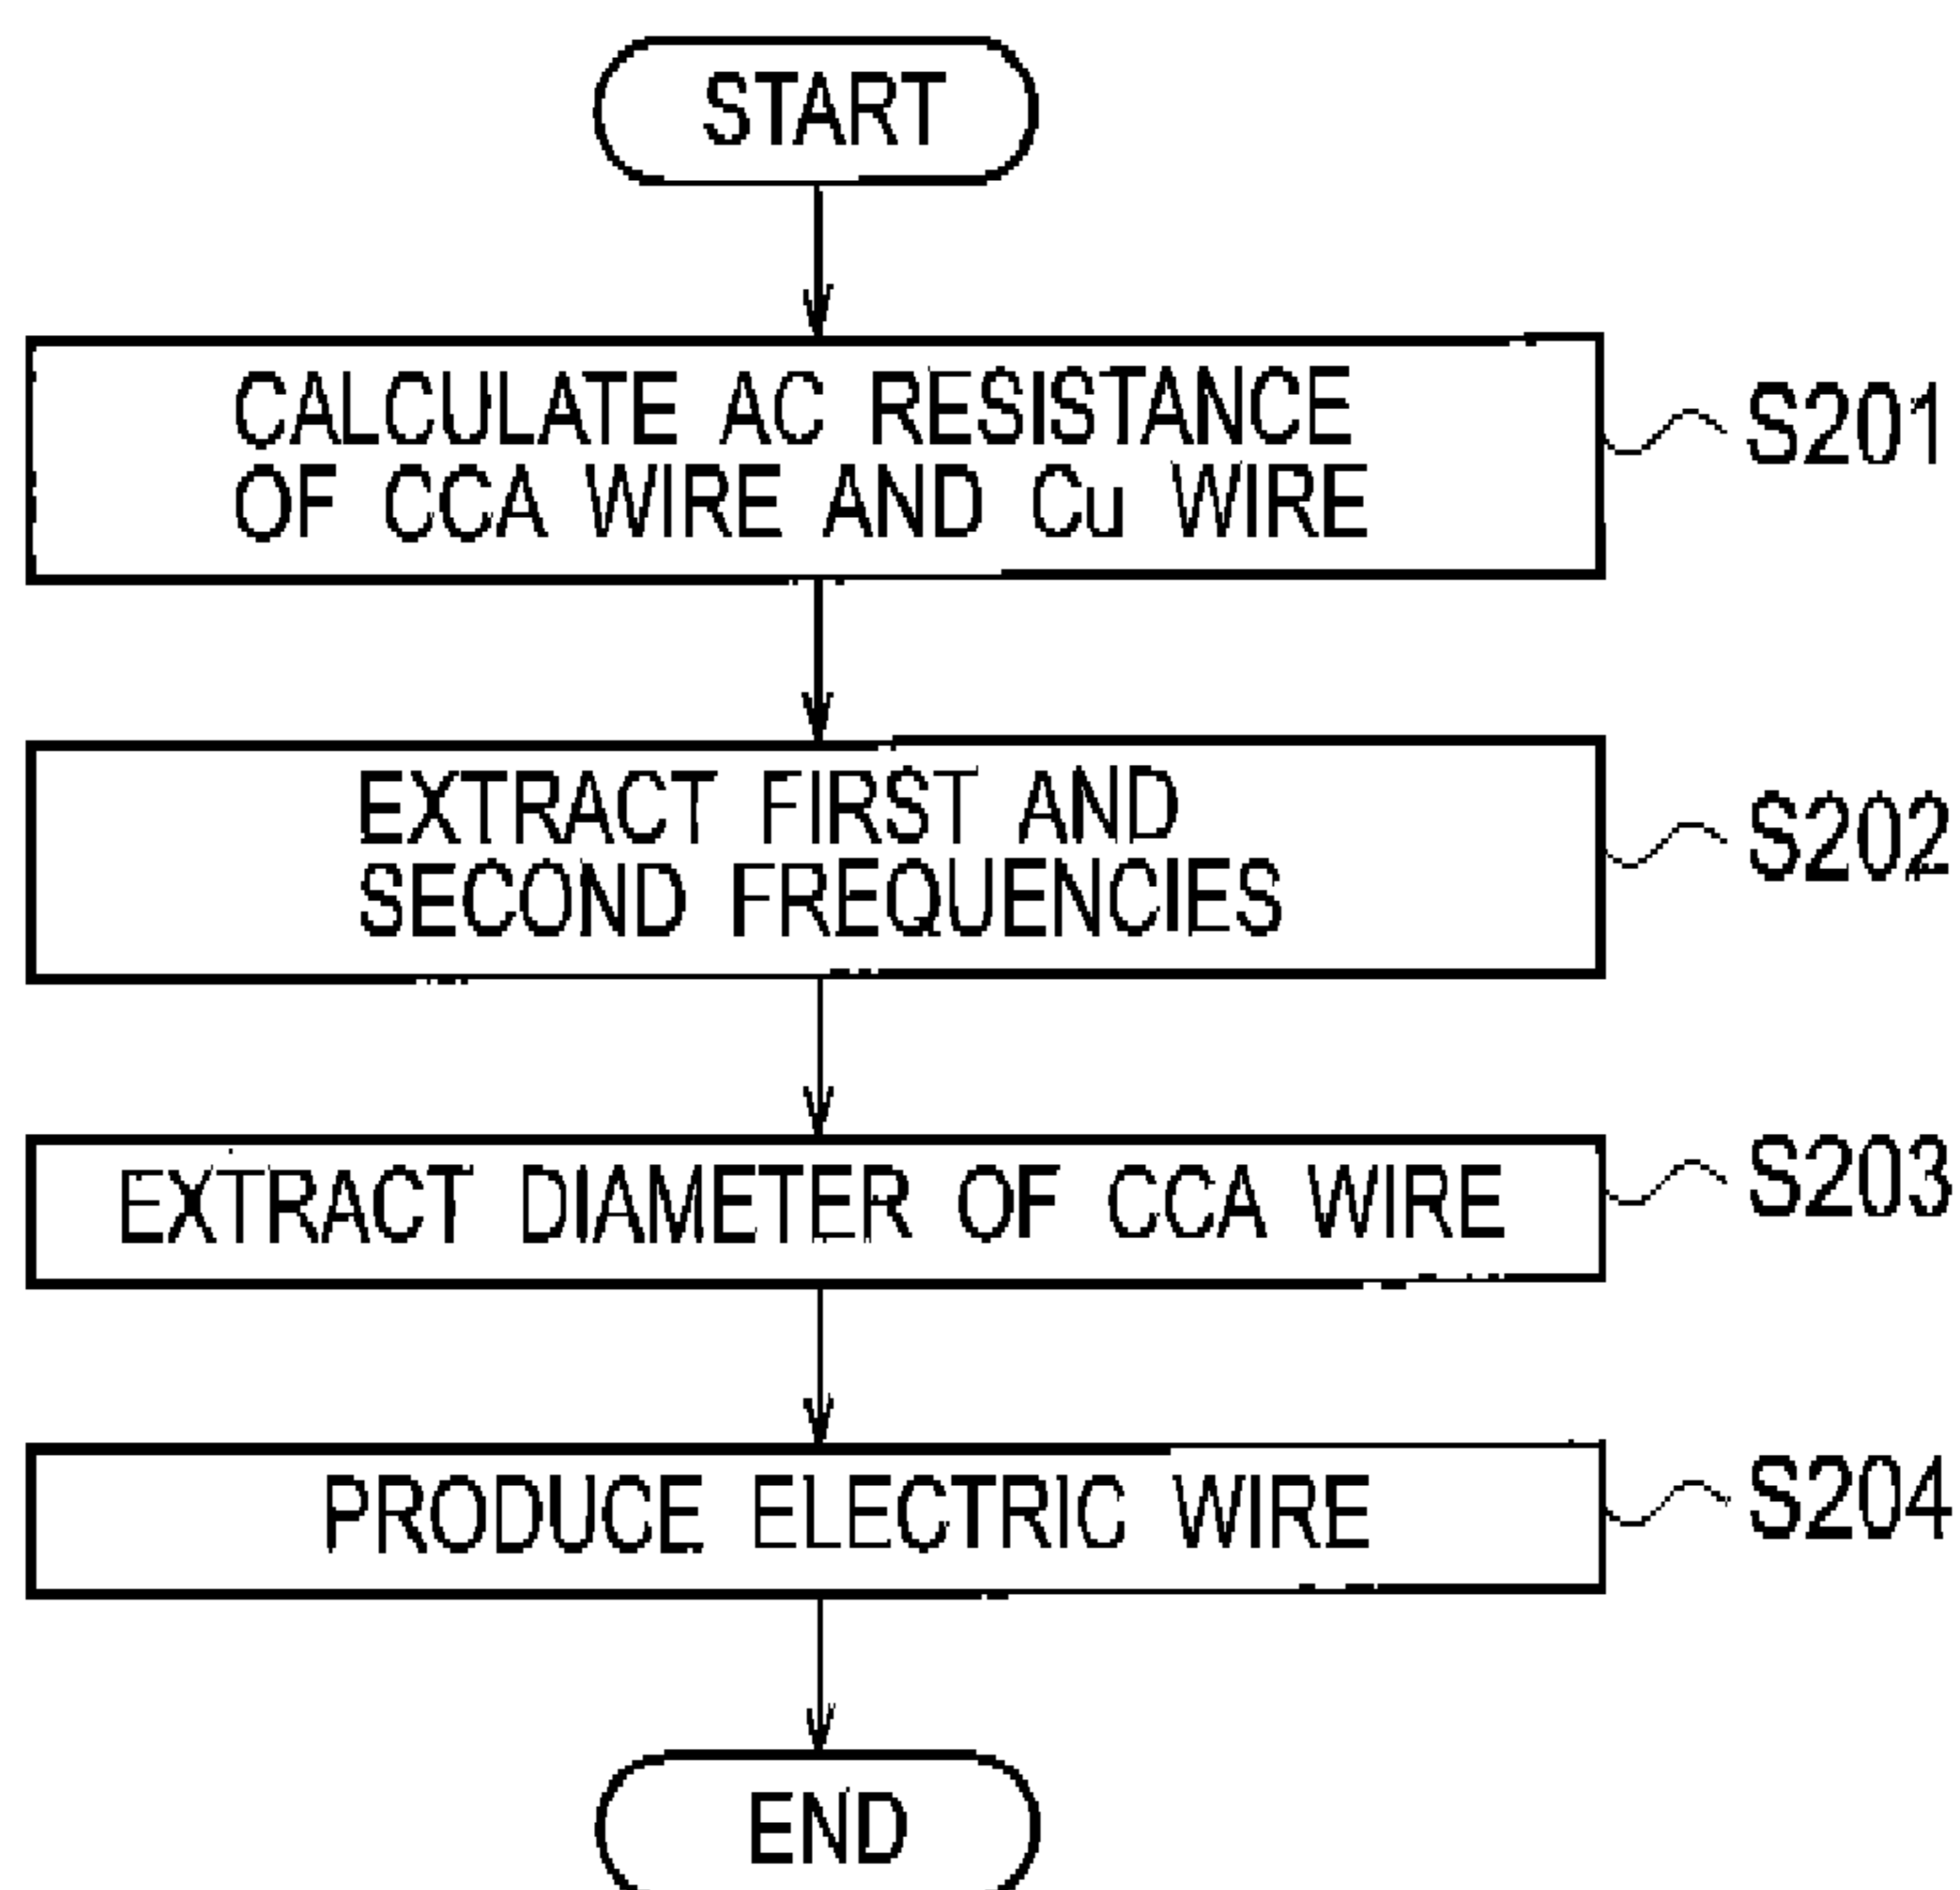 START
CALCULATE AC RESISTANCE
OF CCA WIRE AND Cu WIRE
S201
EXTRACT FIRST AND
SECOND FREQUENCIES
S202
EXTRACT DIAMETER OF CCA WIRE
S203
PRODUCE ELECTRIC WIRE
S204
END